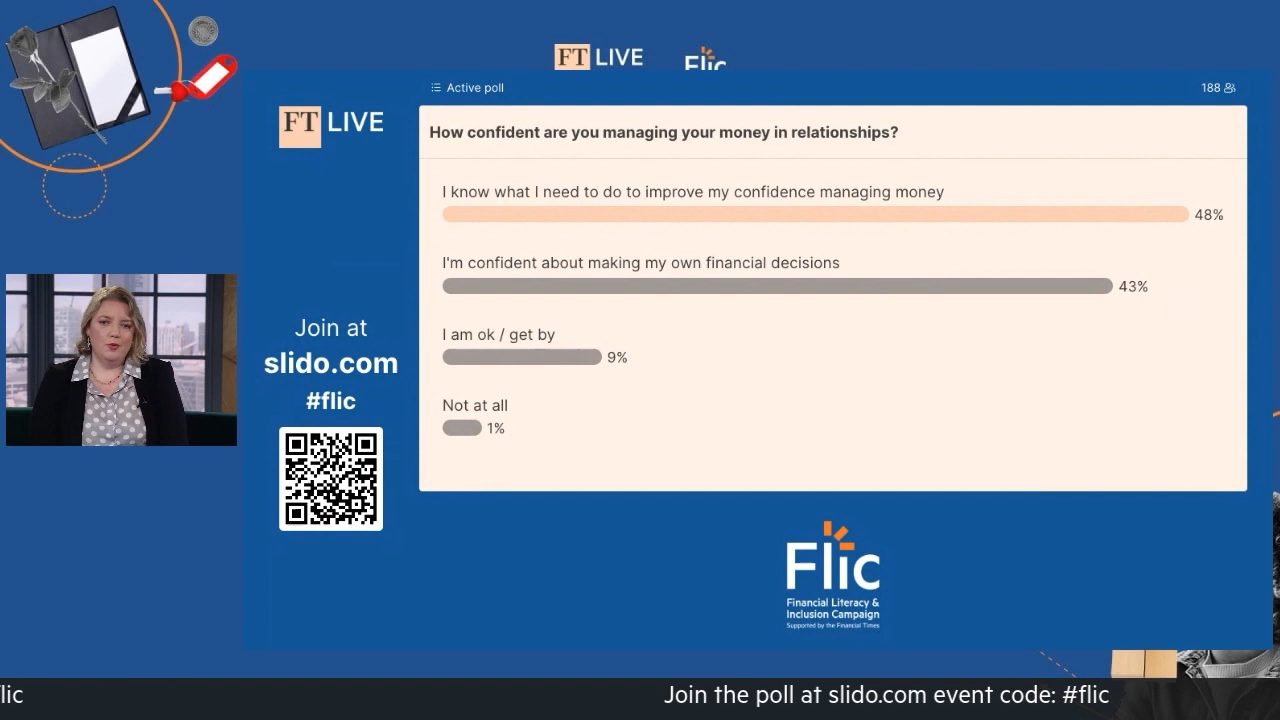 FT LIVE
Flic
Active poll
188
FT LIVE
How confident are you managing your money in relationships?
I know what I need to do to improve my confidence managing money
48%
I'm confident about making my own financial decisions
43%
I am ok / get by
9%
Not at all
1%
Join at
slido.com
#flic
Flic
Financial Literacy &
Inclusion Campaign
Supported by the Financial Times
lic
Join the poll at slido.com event code: #flic